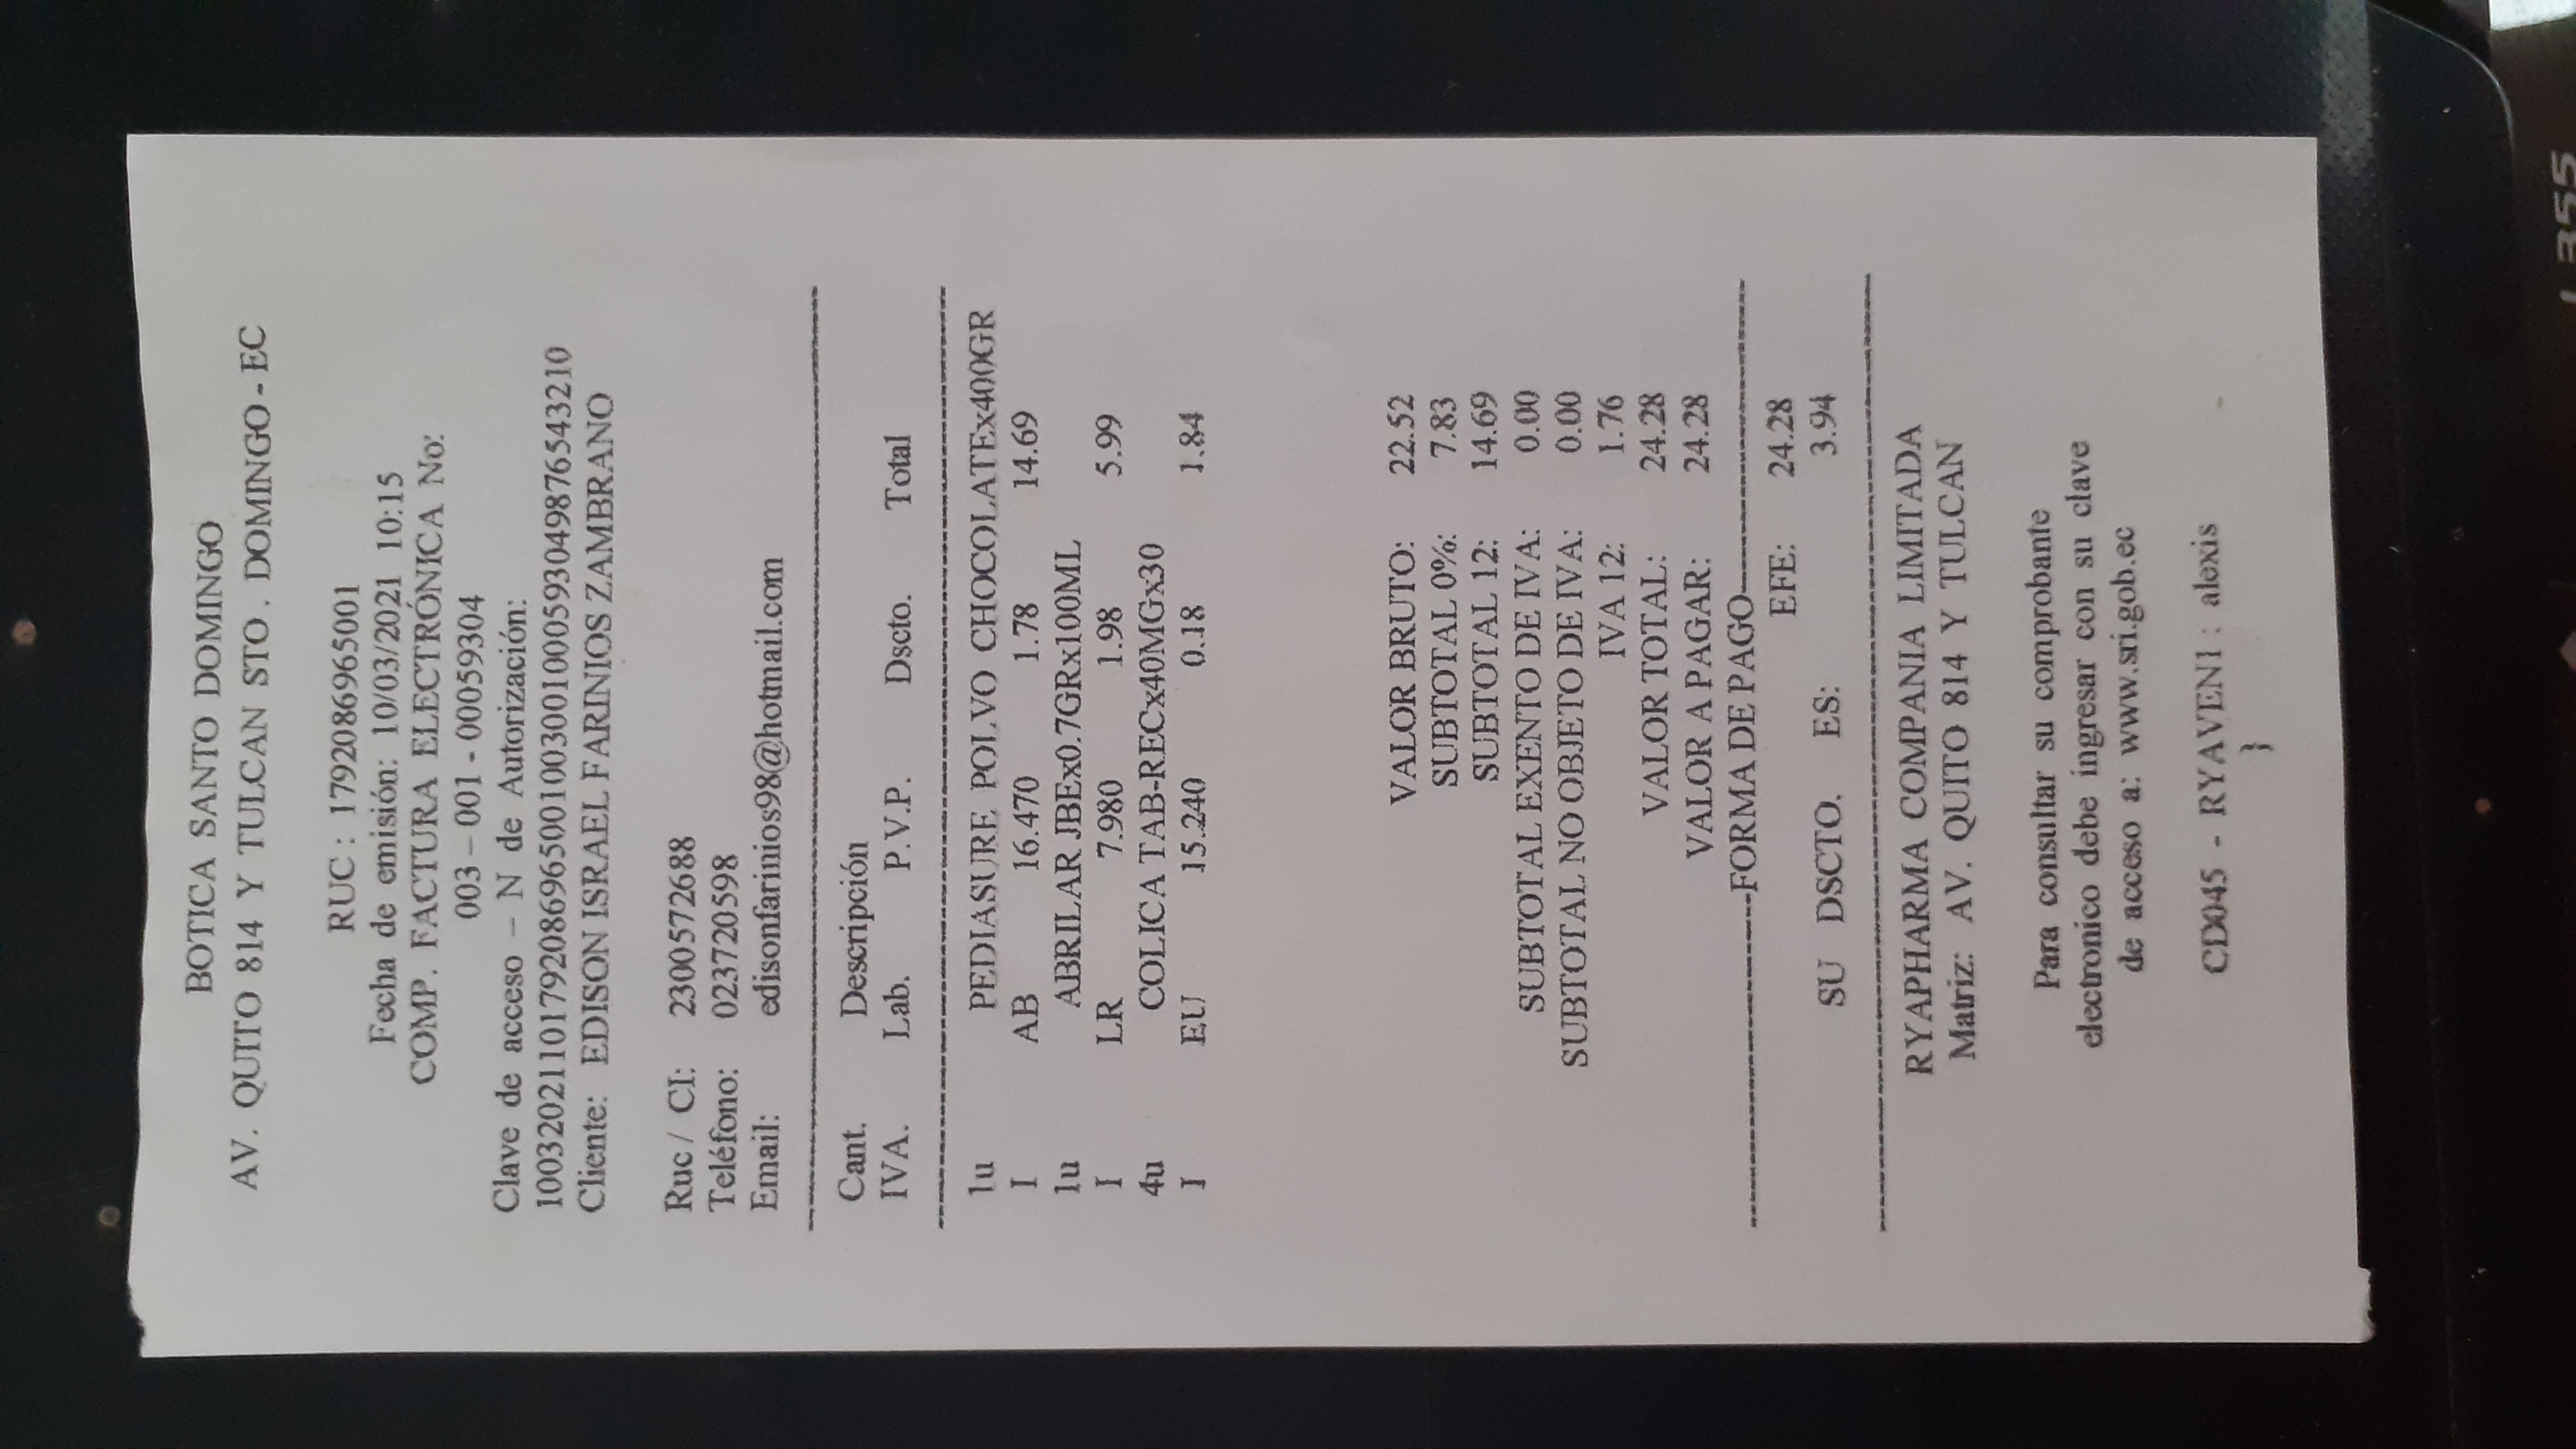 BOTICA SANTO DOMINGO
AV. QUITO 814 Y TULCAN STO . DOMINGO - EC
RUC : 1792086965001
Fecha de emisión: 10/03/2021 10:15
COMP. FACTURA ELECTRÓNICA No:
003 – 001 - 00059304
Clave de acceso – N de Autorización:
10032021101792086965001003001000593049876543210
Cliente: EDISON ISRAEL FARINIOS ZAMBRANO
Ruc / CI: 2300572688
Teléfono: 023720598
Email: edisonfarinios98@hotmail.com
Cant. Descripción
IVA. Lab. P.V.P. Dscto. Total
1u PEDIASURE POLVO CHOCOLATEx400GR
I AB 16.470 1.78 14.69
1u ABRILAR JBEx0.7GRx100ML
I LR 7.980 1.98 5.99
4u COLICA TAB-RECx40MGx30
I EU 15.240 0.18 1.84
VALOR BRUTO: 22.52
SUBTOTAL 0%: 7.83
SUBTOTAL 12: 14.69
SUBTOTAL EXENTO DE IVA: 0.00
SUBTOTAL NO OBJETO DE IVA: 0.00
IVA 12: 1.76
VALOR TOTAL: 24.28
VALOR A PAGAR: 24.28
FORMA DE PAGO
EFE: 24.28
SU DSCTO. ES: 3.94
RYAPHARMA COMPANIA LIMITADA
Matriz: AV. QUITO 814 Y TULCAN
Para consultar su comprobante
electronico debe ingresar con su clave
de acceso a: www.sri.gob.ec
CD045 - RYAVEN1 : alexis
}
L355